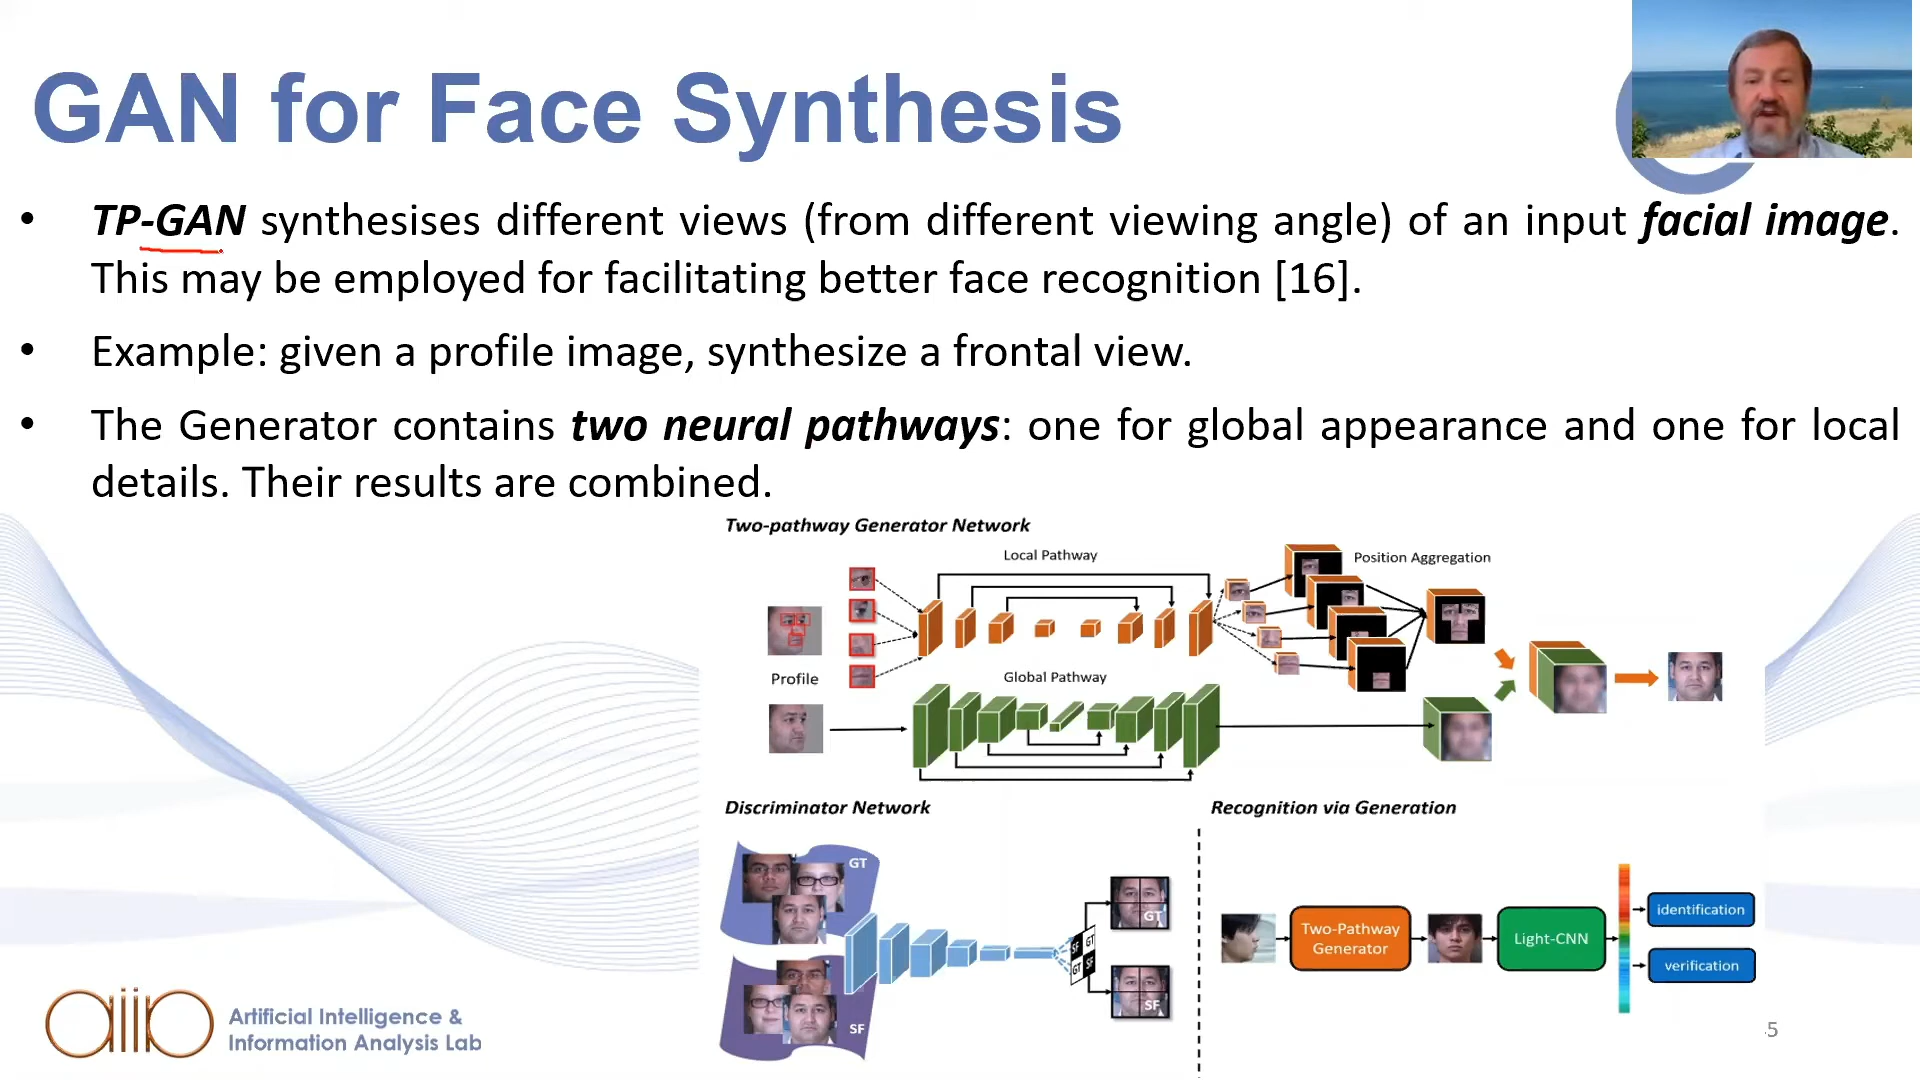 GAN for Face Synthesis
• TP-GAN synthesises different views (from different viewing angle) of an input facial image.
This may be employed for facilitating better face recognition [16].
• Example: given a profile image, synthesize a frontal view.
• The Generator contains two neural pathways: one for global appearance and one for local
details. Their results are combined.
Two-pathway Generator Network
Local Pathway
Position Aggregation
Profile
Global Pathway
Discriminator Network
GT
SF
SF GT
GT SF
GT
SF
Recognition via Generation
Two-Pathway
Generator
Light-CNN
identification
verification
aiia
Artificial Intelligence &
Information Analysis Lab
5